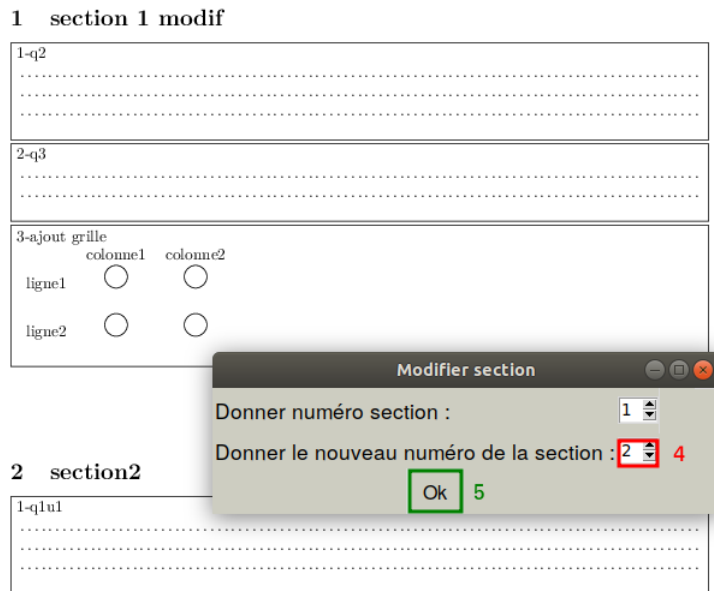 1 section 1 modif
1-q2
2-q3
3-ajout grille
colonne1 colonne2
ligne1
ligne2
Modifier section
Donner numéro section : 1
Donner le nouveau numéro de la section : 2 4
Ok 5
2 section2
1-q1u1